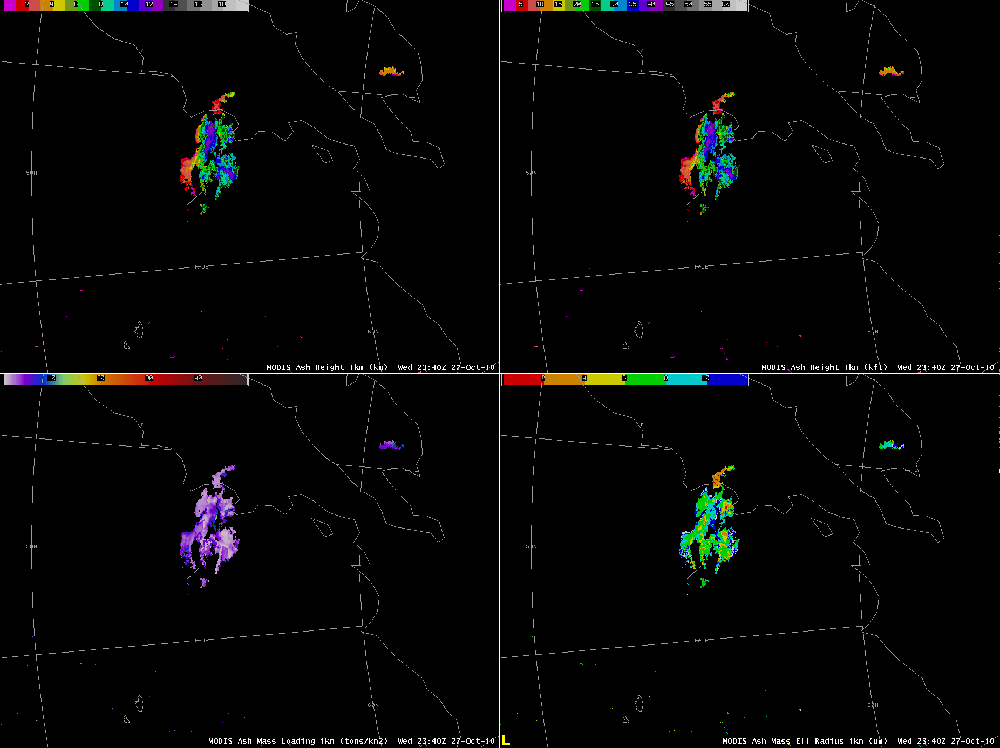 2 4 6 8 10 12 14 16 18
5 10 15 20 25 30 35 40 45 50 55 60
50N
50N
170E
170E
60N
60N
MODIS Ash Height 1km (km) Wed 23:40Z 27-Oct-10
MODIS Ash Height 1km (kft) Wed 23:40Z 27-Oct-10
10 20 30 40
2 4 6 8 10
50N
50N
170E
170E
60N
60N
MODIS Ash Mass Loading 1km (tons/km2) Wed 23:40Z 27-Oct-10
L
MODIS Ash Mass Eff Radius 1km (um) Wed 23:40Z 27-Oct-10